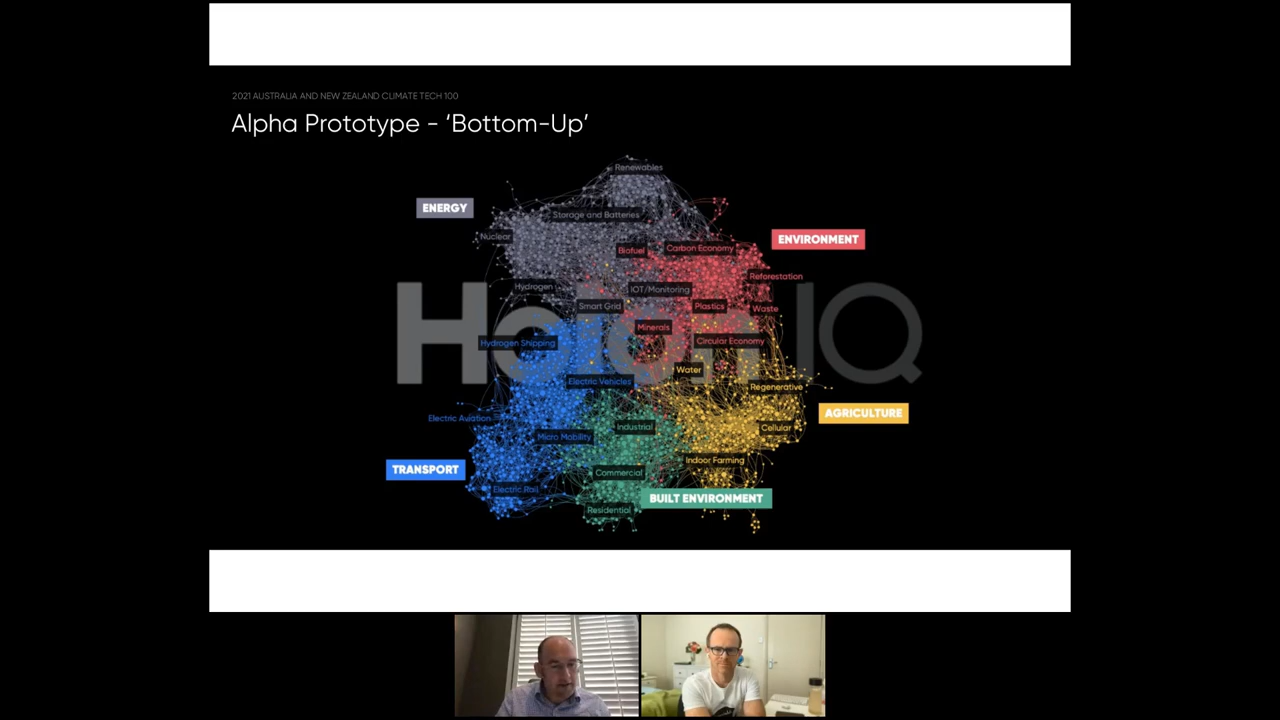 2021 AUSTRALIA AND NEW ZEALAND CLIMATE TECH 100
Alpha Prototype - ‘Bottom-Up’
Renewables
ENERGY
Storage and Batteries
Nuclear
ENVIRONMENT
Biofuel
Carbon Economy
Reforestation
Hydrogen
IOT/Monitoring
Smart Grid
Plastics
Waste
HolonIQ
Minerals
Hydrogen Shipping
Circular Economy
Water
Electric Vehicles
Regenerative
AGRICULTURE
Electric Aviation
Industrial
Cellular
Micro Mobility
Indoor Farming
TRANSPORT
Commercial
Electric Rail
BUILT ENVIRONMENT
Residential